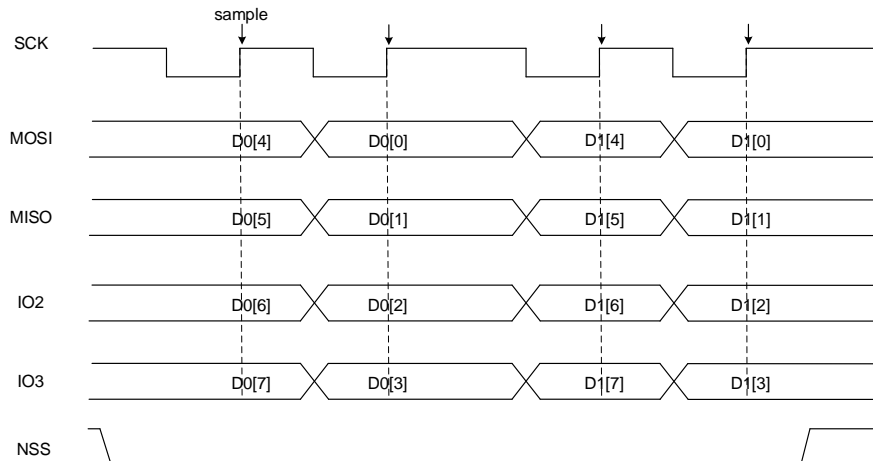 sample
SCK
MOSI D0[4] D0[0] D1[4] D1[0]
MISO D0[5] D0[1] D1[5] D1[1]
IO2 D0[6] D0[2] D1[6] D1[2]
IO3 D0[7] D0[3] D1[7] D1[3]
NSS